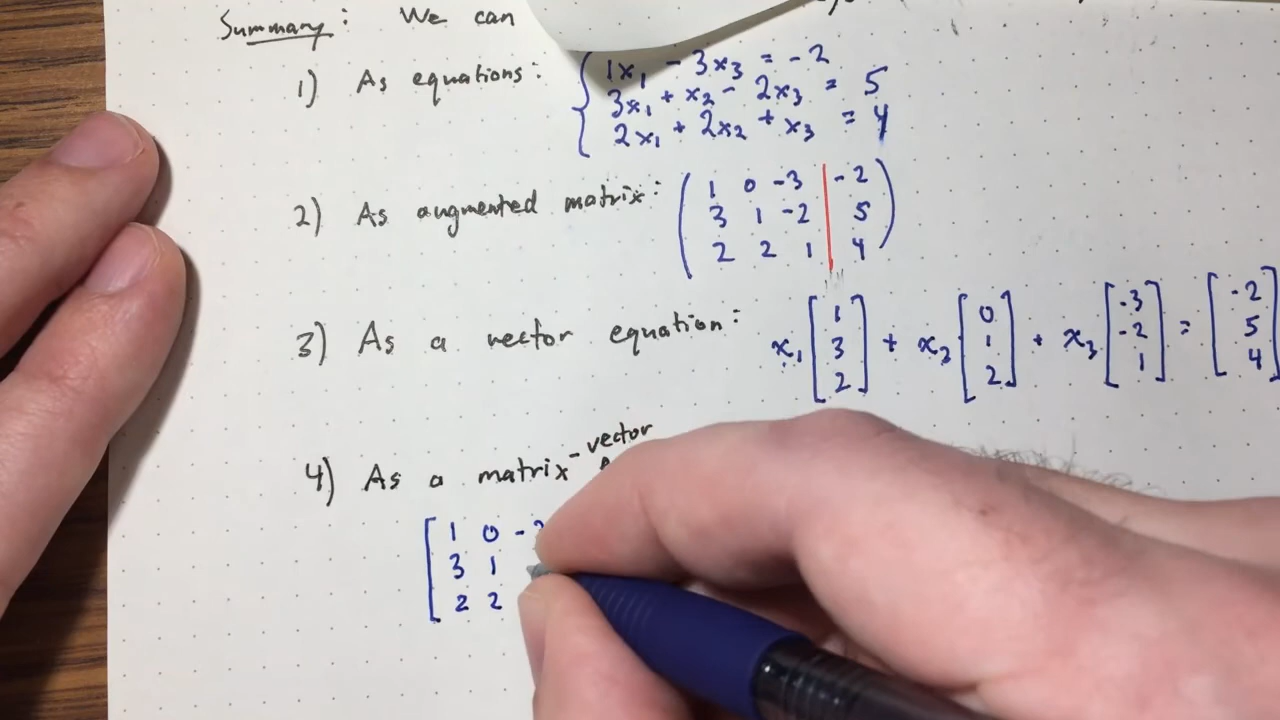 Summary: We can
1) As equations: { 1x₁ - 3x₃ = -2
3x₁ + x₂ - 2x₃ = 5
2x₁ + 2x₂ + x₃ = 4
2) As augmented matrix: ( 1 0 -3 | -2
3 1 -2 | 5
2 2 1 | 4 )
3) As a vector equation: x₁ [1 3 2] + x₂ [0 1 2] + x₃ [-3 -2 1] = [-2 5 4]
4) As a matrix-vector
[ 1 0 -3
3 1
2 2